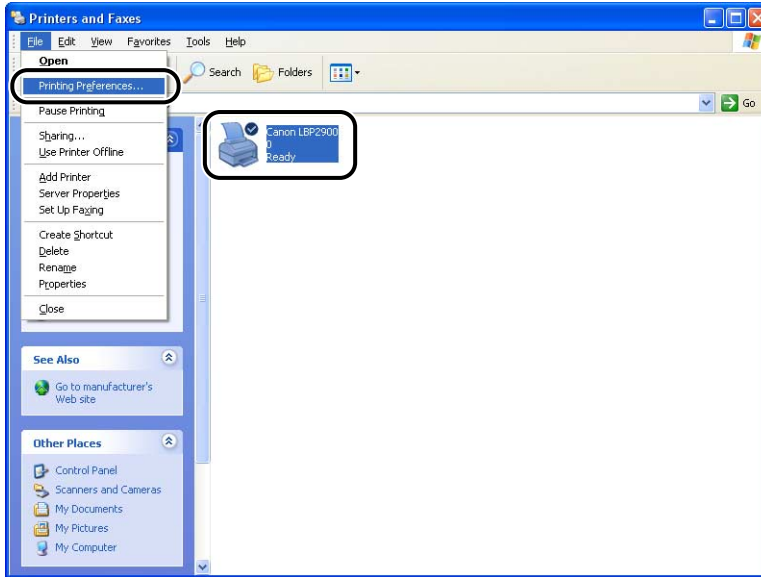 Printers and Faxes
File Edit View Favorites Tools Help
Search Folders
Go
Open
Printing Preferences...
Pause Printing
Sharing...
Use Printer Offline
Add Printer
Server Properties
Set Up Faxing
Create Shortcut
Delete
Rename
Properties
Close
See Also
Go to manufacturer's
Web site
Other Places
Control Panel
Scanners and Cameras
My Documents
My Pictures
My Computer
Canon LBP2900
0
Ready